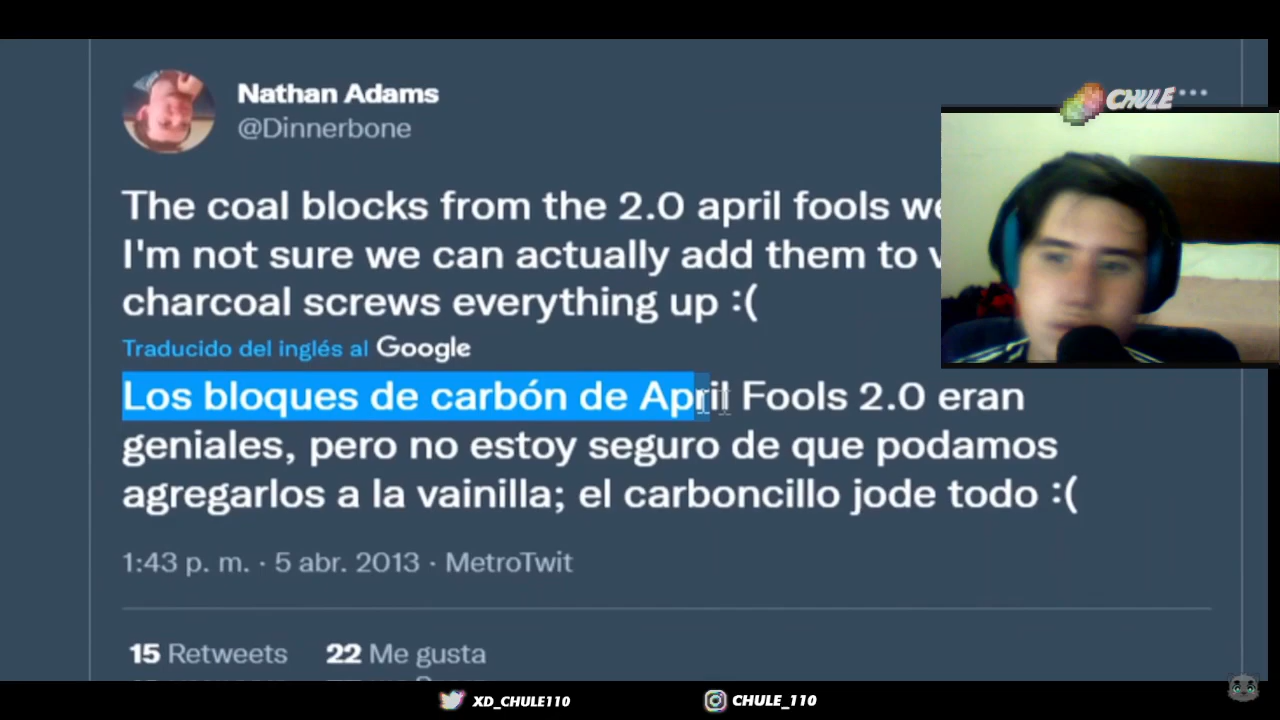 Nathan Adams
@Dinnerbone
CHULE
The coal blocks from the 2.0 april fools
I'm not sure we can actually add them to
charcoal screws everything up :(
Traducido del inglés al Google
Los bloques de carbón de April Fools 2.0 eran
geniales, pero no estoy seguro de que podamos
agregarlos a la vainilla; el carboncillo jode todo :(
1:43 p. m. · 5 abr. 2013 · MetroTwit
15 Retweets 22 Me gusta
XD_CHULE110 CHULE_110